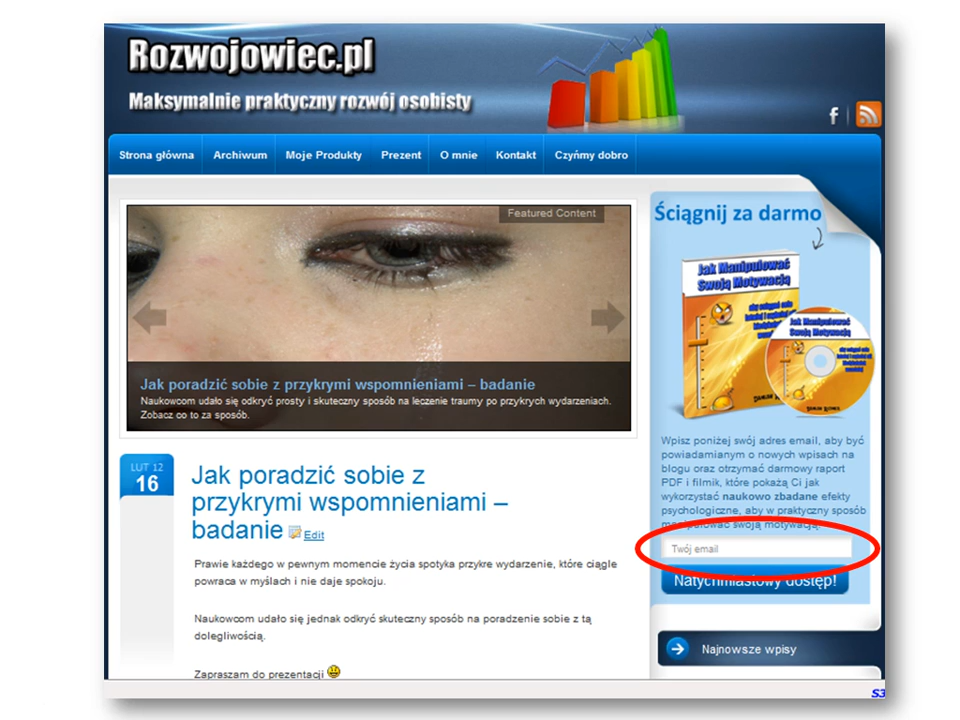 Rozwojowiec.pl
Maksymalnie praktyczny rozwój osobisty
f
Strona główna Archiwum Moje Produkty Prezent O mnie Kontakt Czyńmy dobro
Featured Content
Jak poradzić sobie z przykrymi wspomnieniami – badanie
Naukowcom udało się odkryć prosty i skuteczny sposób na leczenie traumy po przykrych wydarzeniach.
Zobacz co to za sposób.
LUT 12
16
Jak poradzić sobie z
przykrymi wspomnieniami –
badanie Edit
Prawie każdego w pewnym momencie życia spotyka przykre wydarzenie, które ciągle
powraca w myślach i nie daje spokoju.
Naukowcom udało się jednak odkryć skuteczny sposób na poradzenie sobie z tą
dolegliwością.
Zapraszam do prezentacji
Ściągnij za darmo
Jak Manipulować
Swoją Motywacją
Jak Manipulować
Swoją Motywacją
Wpisz poniżej swój adres email, aby być
powiadamianym o nowych wpisach na
blogu oraz otrzymać darmowy raport
PDF i filmik, które pokażą Ci jak
wykorzystać naukowo zbadane efekty
psychologiczne, aby w praktyczny sposób
manipulować swoją motywacją.
Twój email
Natychmiastowy dostęp!
Najnowsze wpisy
S3